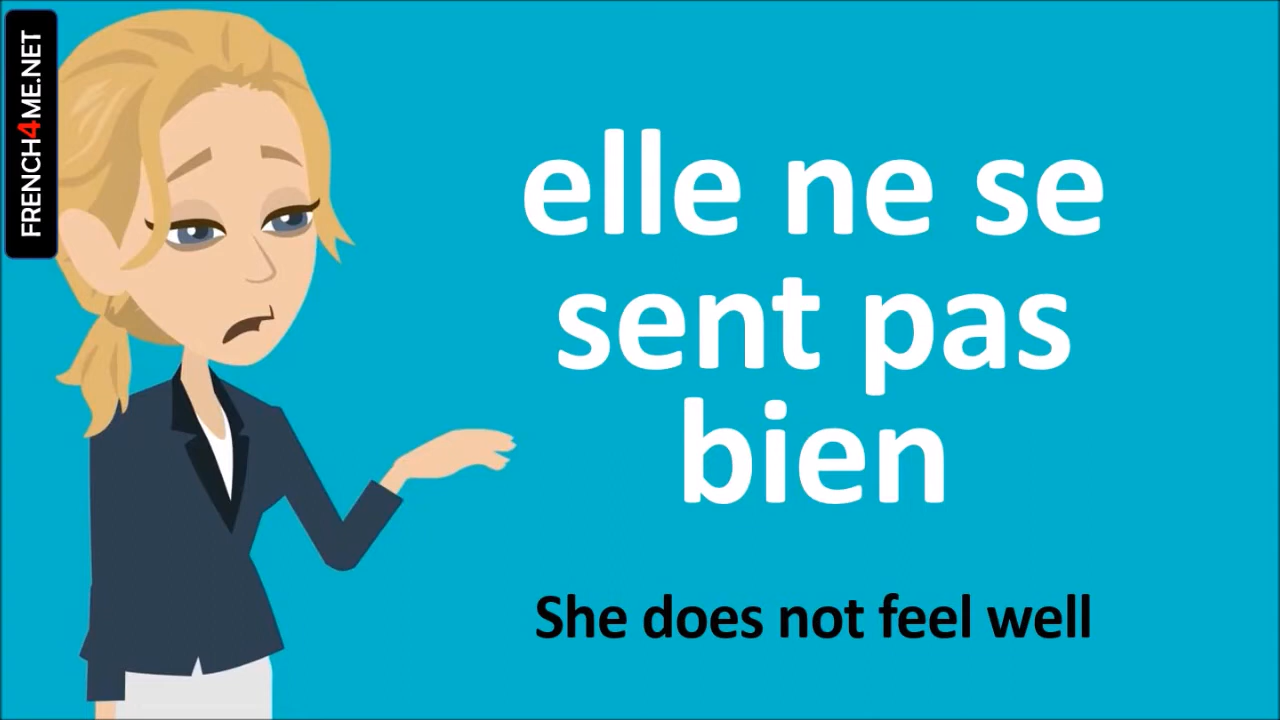 FRENCH4ME.NET
elle ne se
sent pas
bien
She does not feel well